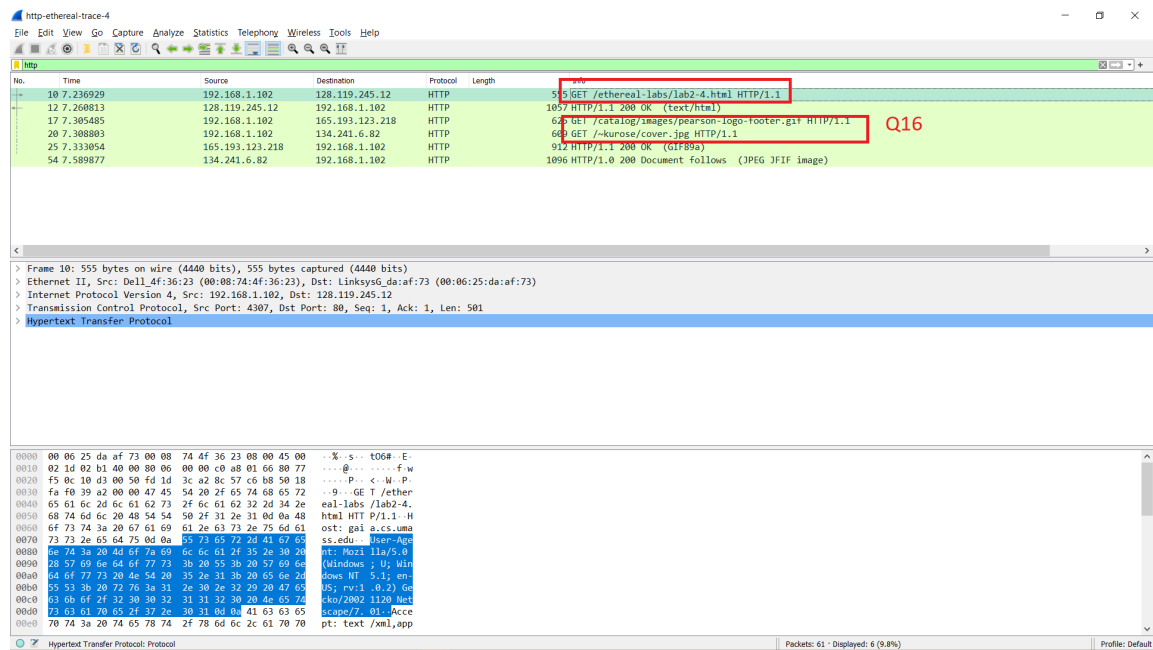 http-ethereal-trace-4
File Edit View Go Capture Analyze Statistics Telephony Wireless Tools Help
http
No. Time Source Destination Protocol Length Info
10 7.236929 192.168.1.102 128.119.245.12 HTTP 555 GET /ethereal-labs/lab2-4.html HTTP/1.1
12 7.260813 128.119.245.12 192.168.1.102 HTTP 1057 HTTP/1.1 200 OK (text/html)
17 7.305485 192.168.1.102 165.193.123.218 HTTP 625 GET /catalog/images/pearson-logo-footer.gif HTTP/1.1
Q16
20 7.308803 192.168.1.102 134.241.6.82 HTTP 609 GET /~kurose/cover.jpg HTTP/1.1
25 7.333054 165.193.123.218 192.168.1.102 HTTP 912 HTTP/1.1 200 OK (GIF89a)
54 7.589877 134.241.6.82 192.168.1.102 HTTP 1096 HTTP/1.0 200 Document follows (JPEG JFIF image)
Frame 10: 555 bytes on wire (4440 bits), 555 bytes captured (4440 bits)
Ethernet II, Src: Dell_4f:36:23 (00:08:74:4f:36:23), Dst: LinksysG_da:af:73 (00:06:25:da:af:73)
Internet Protocol Version 4, Src: 192.168.1.102, Dst: 128.119.245.12
Transmission Control Protocol, Src Port: 4307, Dst Port: 80, Seq: 1, Ack: 1, Len: 501
Hypertext Transfer Protocol
0000 00 06 25 da af 73 00 08 74 4f 36 23 08 00 45 00 ··%··s·· tO6#··E·
0010 02 1d 02 b1 40 00 80 06 00 00 c0 a8 01 66 80 77 ····@··· ·····f·w
0020 f5 0c 10 d3 00 50 fd 1d 3c a2 8c 57 c6 b8 50 18 ·····P·· <··W··P·
0030 fa f0 39 a2 00 00 47 45 54 20 2f 65 74 68 65 72 ··9···GE T /ether
0040 65 61 6c 2d 6c 61 62 73 2f 6c 61 62 32 2d 34 2e eal-labs /lab2-4.
0050 68 74 6d 6c 20 48 54 54 50 2f 31 2e 31 0d 0a 48 html HTT P/1.1··H
0060 6f 73 74 3a 20 67 61 69 61 2e 63 73 2e 75 6d 61 ost: gai a.cs.uma
0070 73 73 2e 65 64 75 0d 0a 55 73 65 72 2d 41 67 65 ss.edu·· User-Age
0080 6e 74 3a 20 4d 6f 7a 69 6c 6c 61 2f 35 2e 30 20 nt: Mozi lla/5.0
0090 28 57 69 6e 64 6f 77 73 3b 20 55 3b 20 57 69 6e (Windows ; U; Win
00a0 64 6f 77 73 20 4e 54 20 35 2e 31 3b 20 65 6e 2d dows NT 5.1; en-
00b0 55 53 3b 20 72 76 3a 31 2e 30 2e 32 29 20 47 65 US; rv:1 .0.2) Ge
00c0 63 6b 6f 2f 32 30 30 32 31 31 32 30 20 4e 65 74 cko/2002 1120 Net
00d0 73 63 61 70 65 2f 37 2e 30 31 0d 0a 41 63 63 65 scape/7. 01··Acce
00e0 70 74 3a 20 74 65 78 74 2f 78 6d 6c 2c 61 70 70 pt: text /xml,app
Hypertext Transfer Protocol: Protocol Packets: 61 · Displayed: 6 (9.8%) Profile: Default